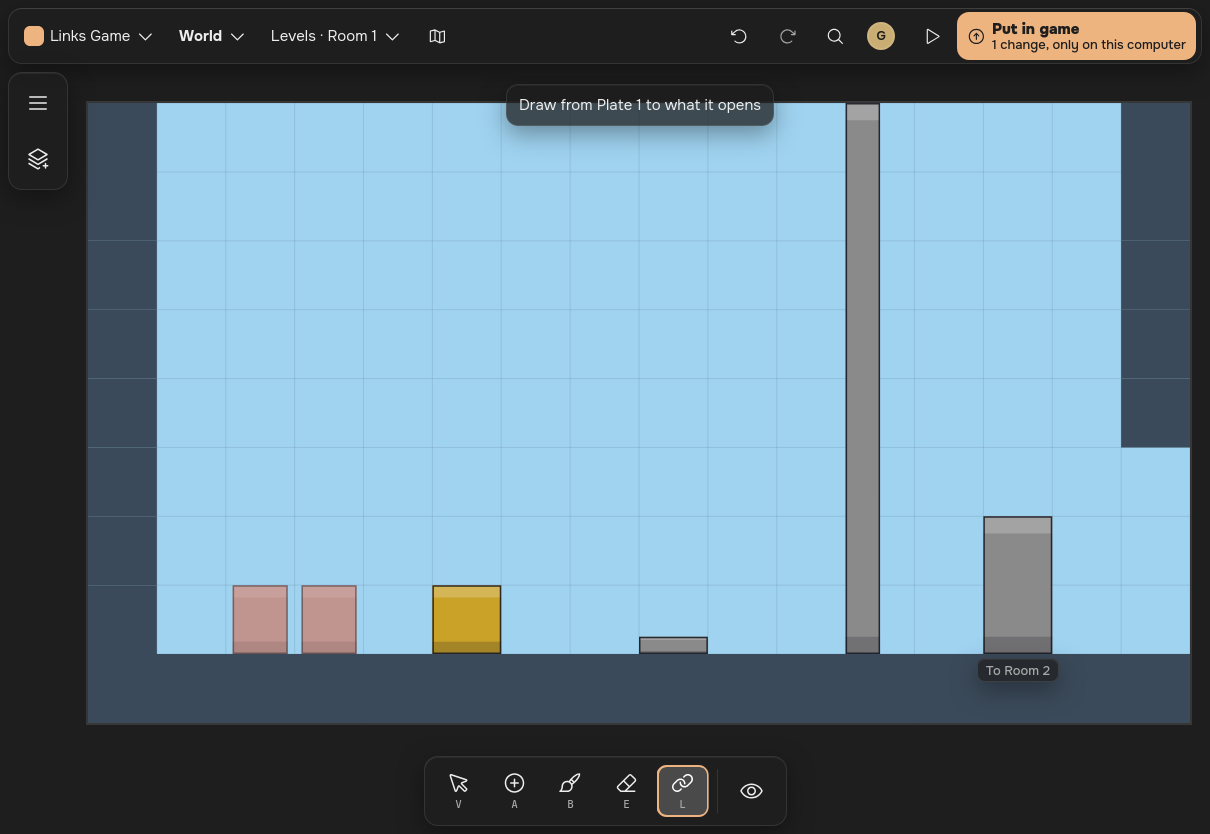 Links Game
World
Levels · Room 1
G
Put in game
1 change, only on this computer
Draw from Plate 1 to what it opens
To Room 2
V
A
B
E
L